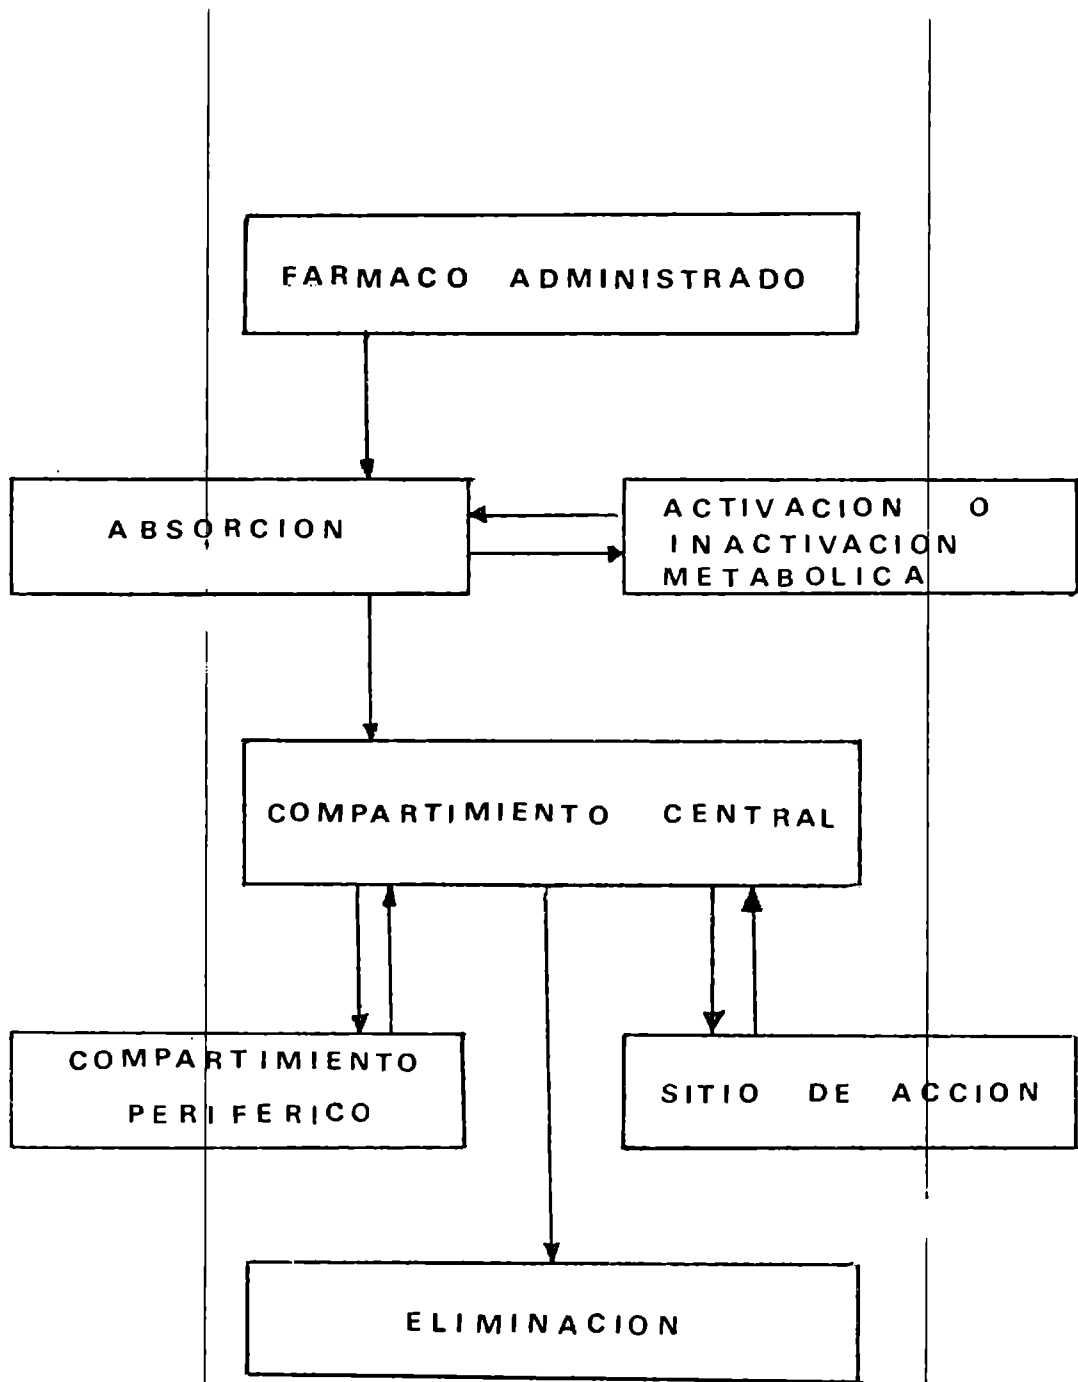 FARMACO ADMINISTRADO
ABSORCION
ACTIVACION O
INACTIVACION
METABOLICA
COMPARTIMIENTO CENTRAL
COMPARTIMIENTO
PERIFERICO
SITIO DE ACCION
ELIMINACION